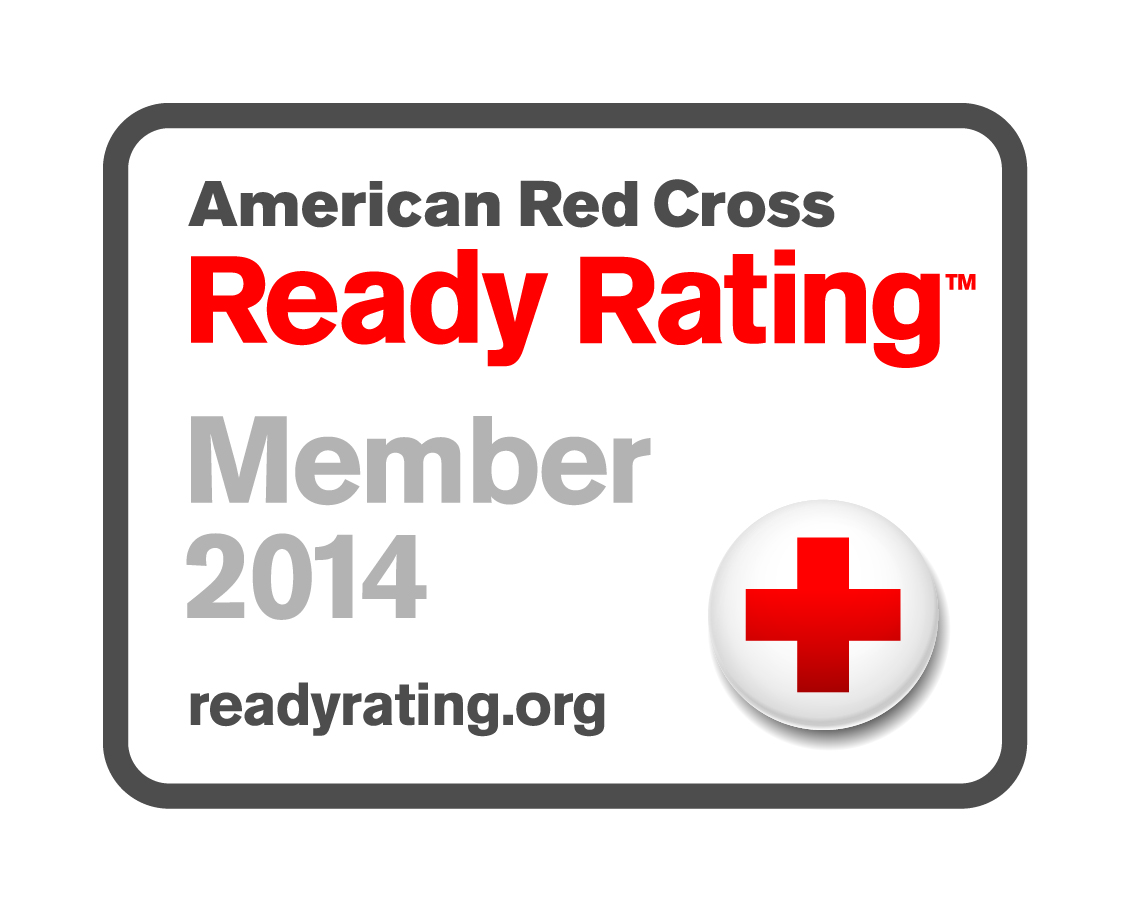 American Red Cross
Ready Rating™
Member
2014
readyrating.org